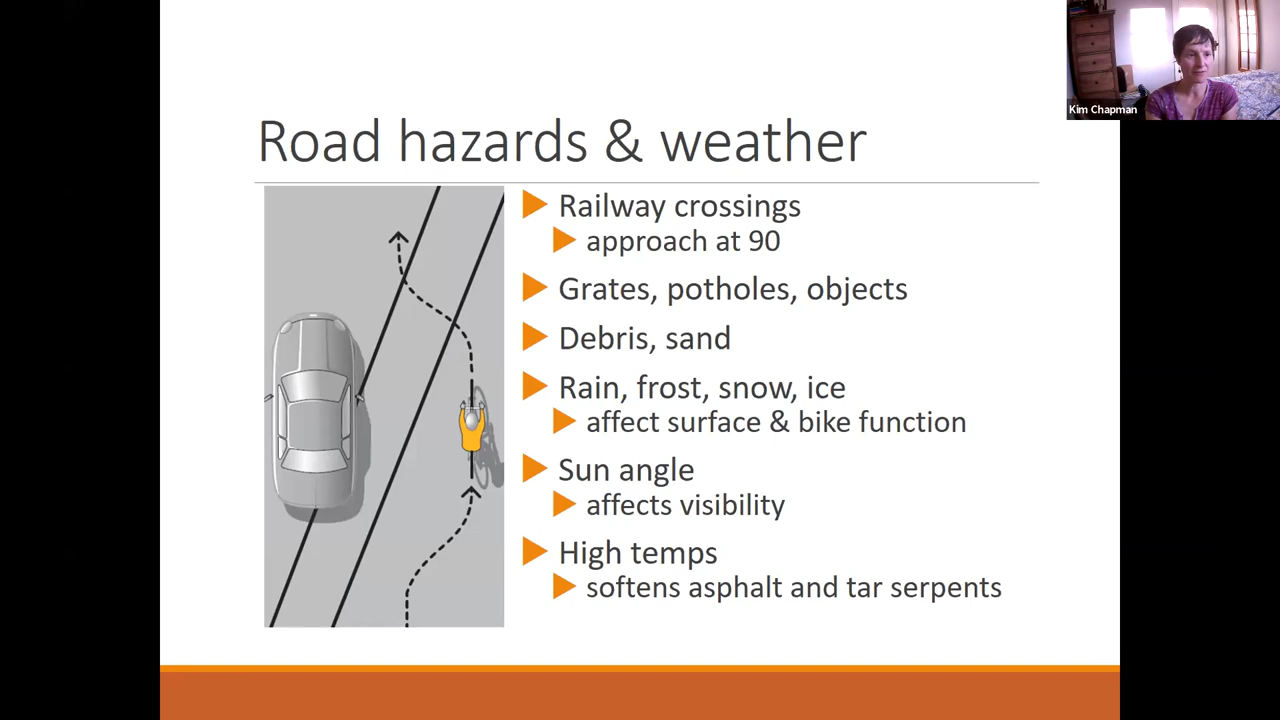 Kim Chapman
Road hazards & weather
Railway crossings
approach at 90
Grates, potholes, objects
Debris, sand
Rain, frost, snow, ice
affect surface & bike function
Sun angle
affects visibility
High temps
softens asphalt and tar serpents